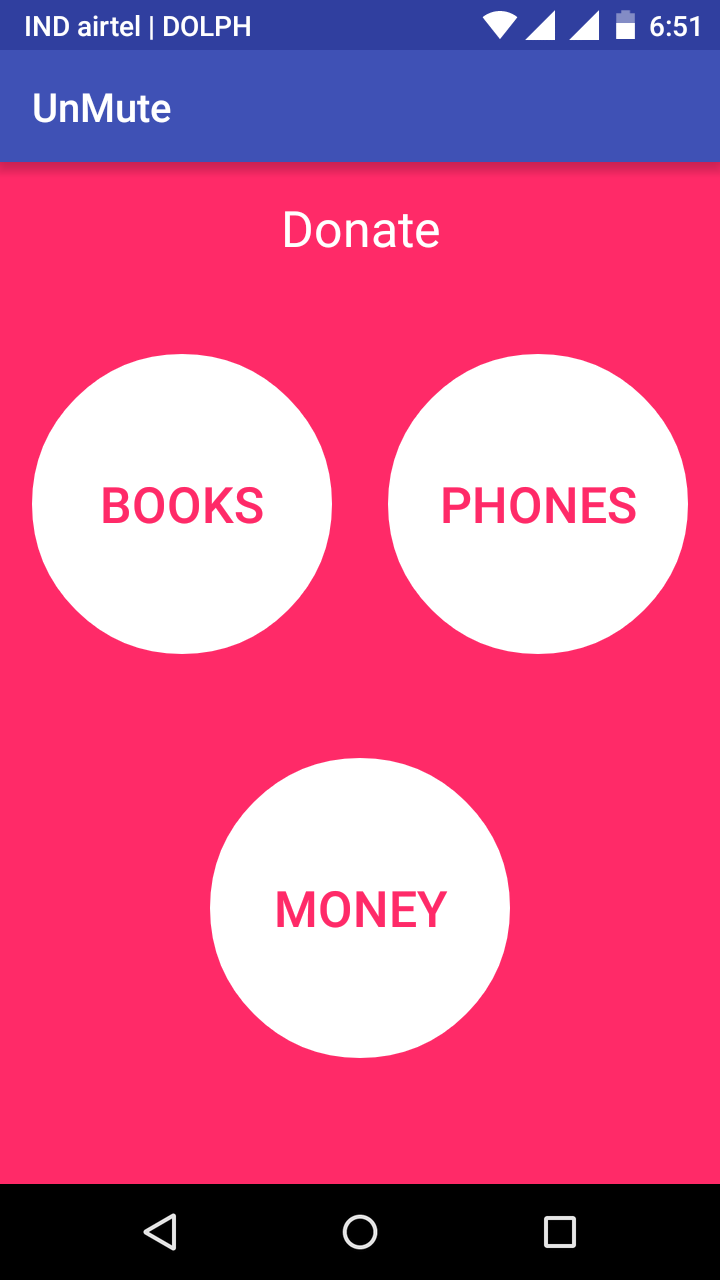 IND airtel | DOLPH 6:51
UnMute
Donate
BOOKS PHONES
MONEY